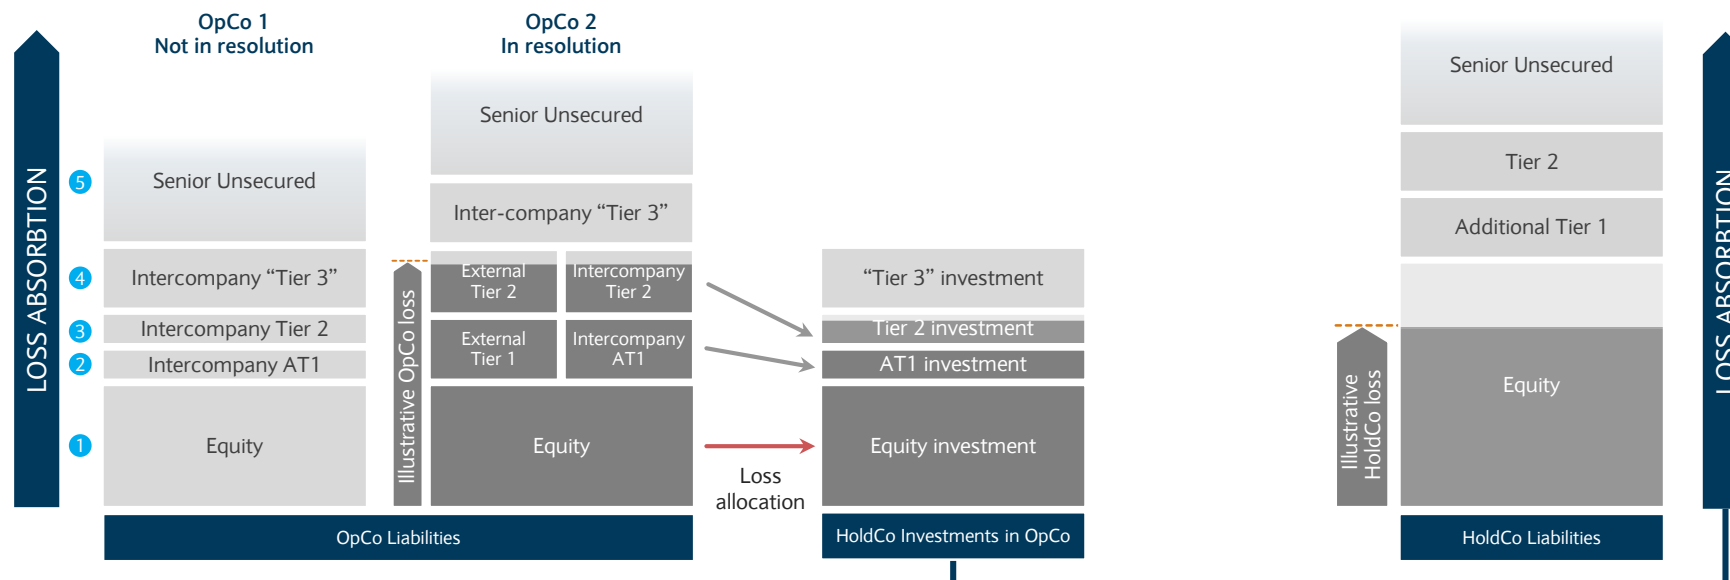 OpCo 1
Not in resolution
OpCo 2
In resolution
LOSS ABSORBTION
5
Senior Unsecured
4
Intercompany “Tier 3”
3
Intercompany Tier 2
2
Intercompany AT1
1
Equity
Illustrative OpCo loss
Senior Unsecured
Inter-company “Tier 3”
External
Tier 2
Intercompany
Tier 2
External
Tier 1
Intercompany
AT1
Equity
OpCo Liabilities
Loss
allocation
“Tier 3” investment
Tier 2 investment
AT1 investment
Equity investment
HoldCo Investments in OpCo
Illustrative
HoldCo loss
Senior Unsecured
Tier 2
Additional Tier 1
Equity
HoldCo Liabilities
LOSS ABSORBTION